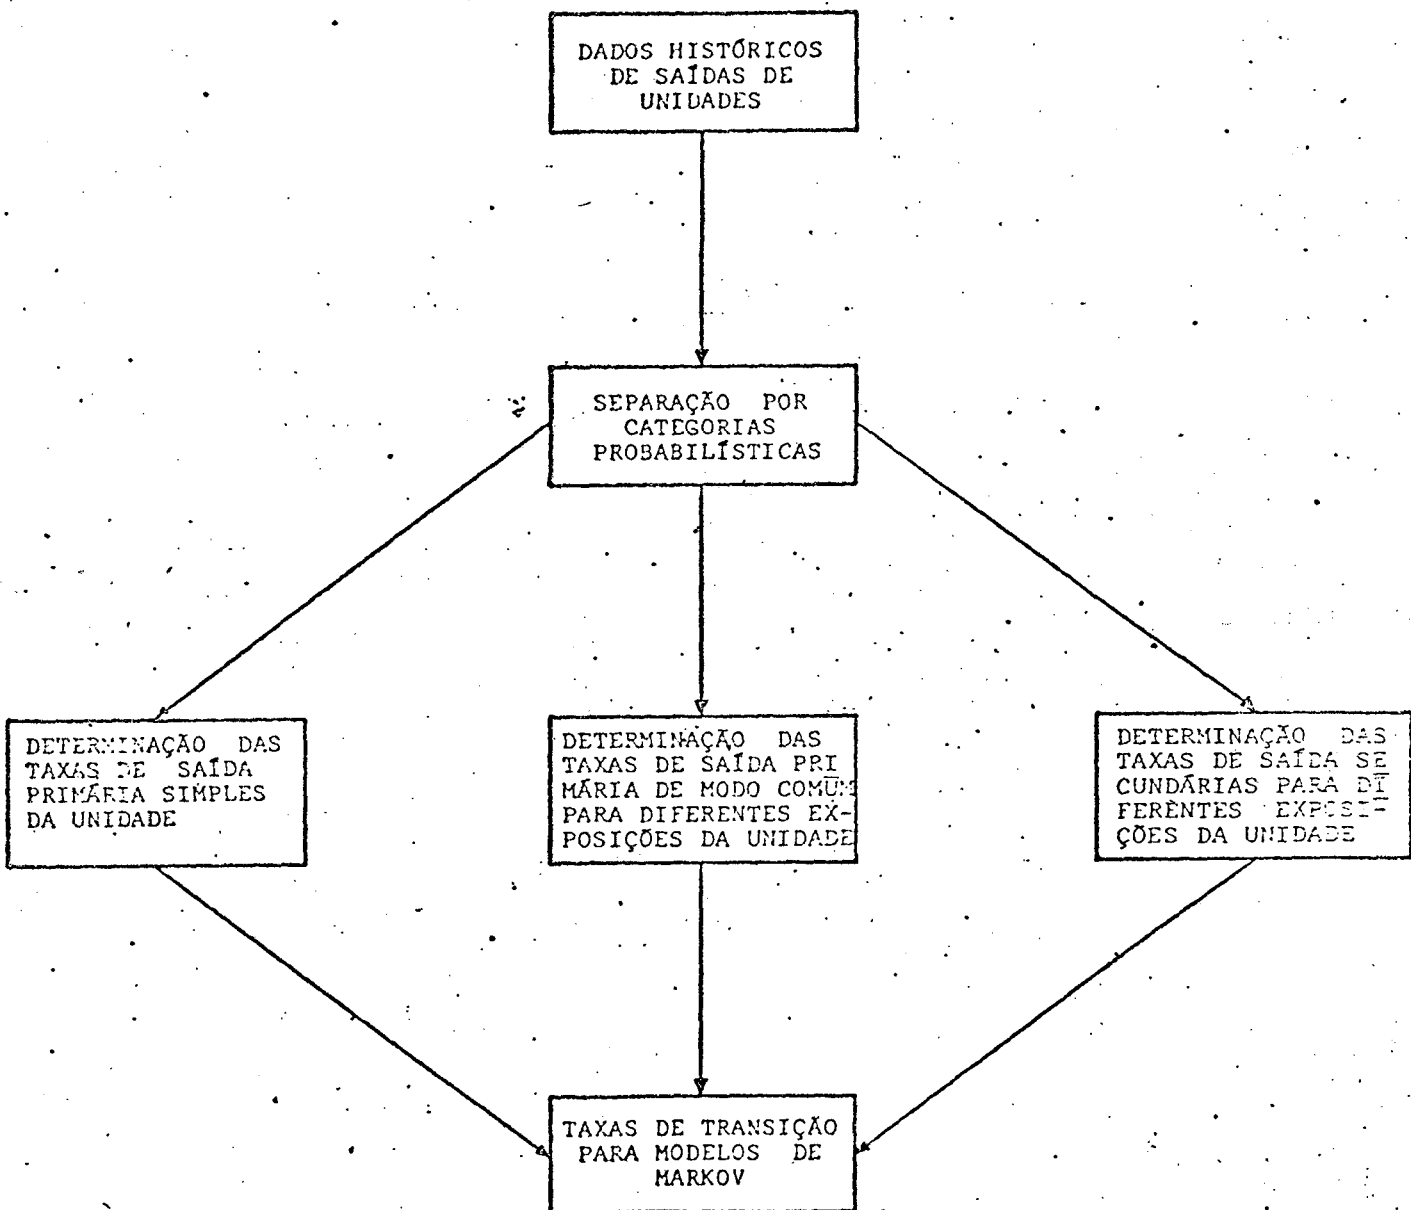 DADOS HISTÓRICOS
DE SAÍDAS DE
UNIDADES
SEPARAÇÃO POR
CATEGORIAS
PROBABILÍSTICAS
DETERMINAÇÃO DAS
TAXAS DE SAÍDA
PRIMÁRIA SIMPLES
DA UNIDADE
DETERMINAÇÃO DAS
TAXAS DE SAÍDA PRI
MÁRIA DE MODO COMUM
PARA DIFERENTES EX-
POSIÇÕES DA UNIDADE
DETERMINAÇÃO DAS
TAXAS DE SAÍDA SE
CUNDÁRIAS PARA DI
FERENTES EXPOSI-
ÇÕES DA UNIDADE
TAXAS DE TRANSIÇÃO
PARA MODELOS DE
MARKOV